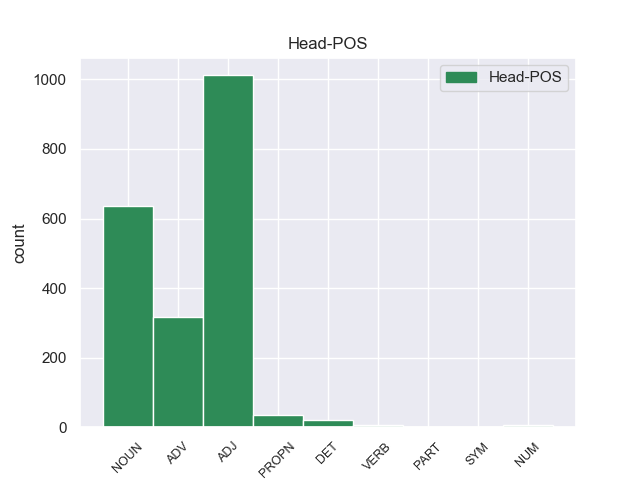 Head-POS
Head-POS
count
1000
800
600
400
200
0
NOUN ADV ADJ PROPN DET VERB PART SYM NUM